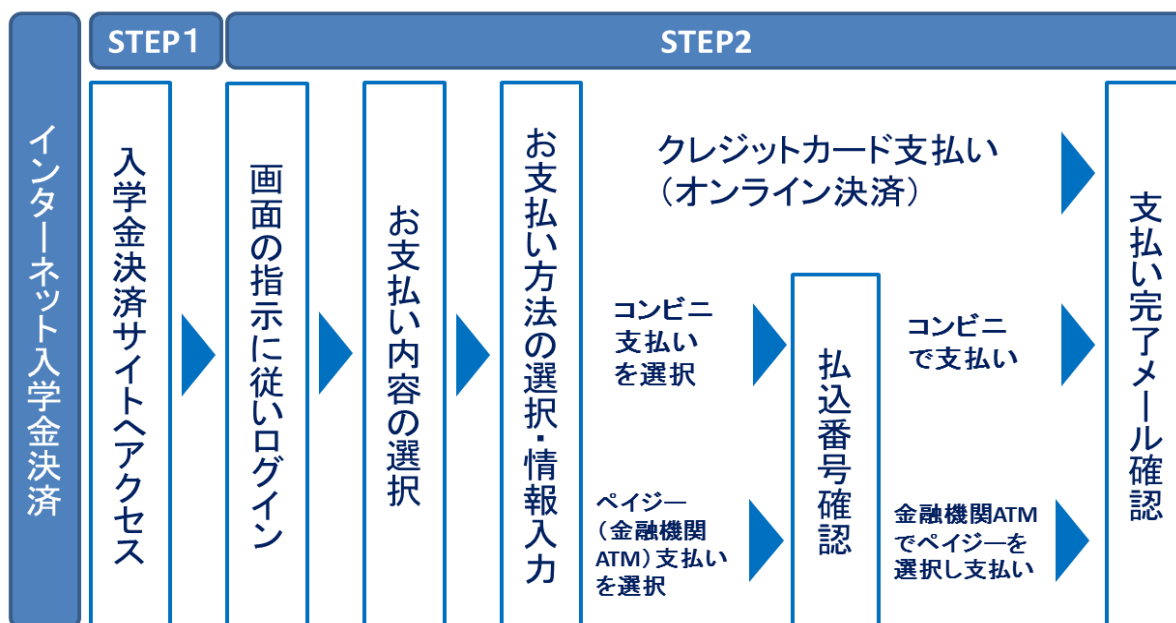 インターネット入学金決済
STEP1
STEP2
入学金決済サイトへアクセス
画面の指示に従いログイン
お支払い内容の選択
お支払い方法の選択・情報入力
クレジットカード支払い
（オンライン決済）
コンビニ
支払い
を選択
ペイジー
（金融機関
ATM）支払い
を選択
払込番号確認
コンビニ
で支払い
金融機関ATM
でペイジーを
選択し支払い
支払い完了メール確認